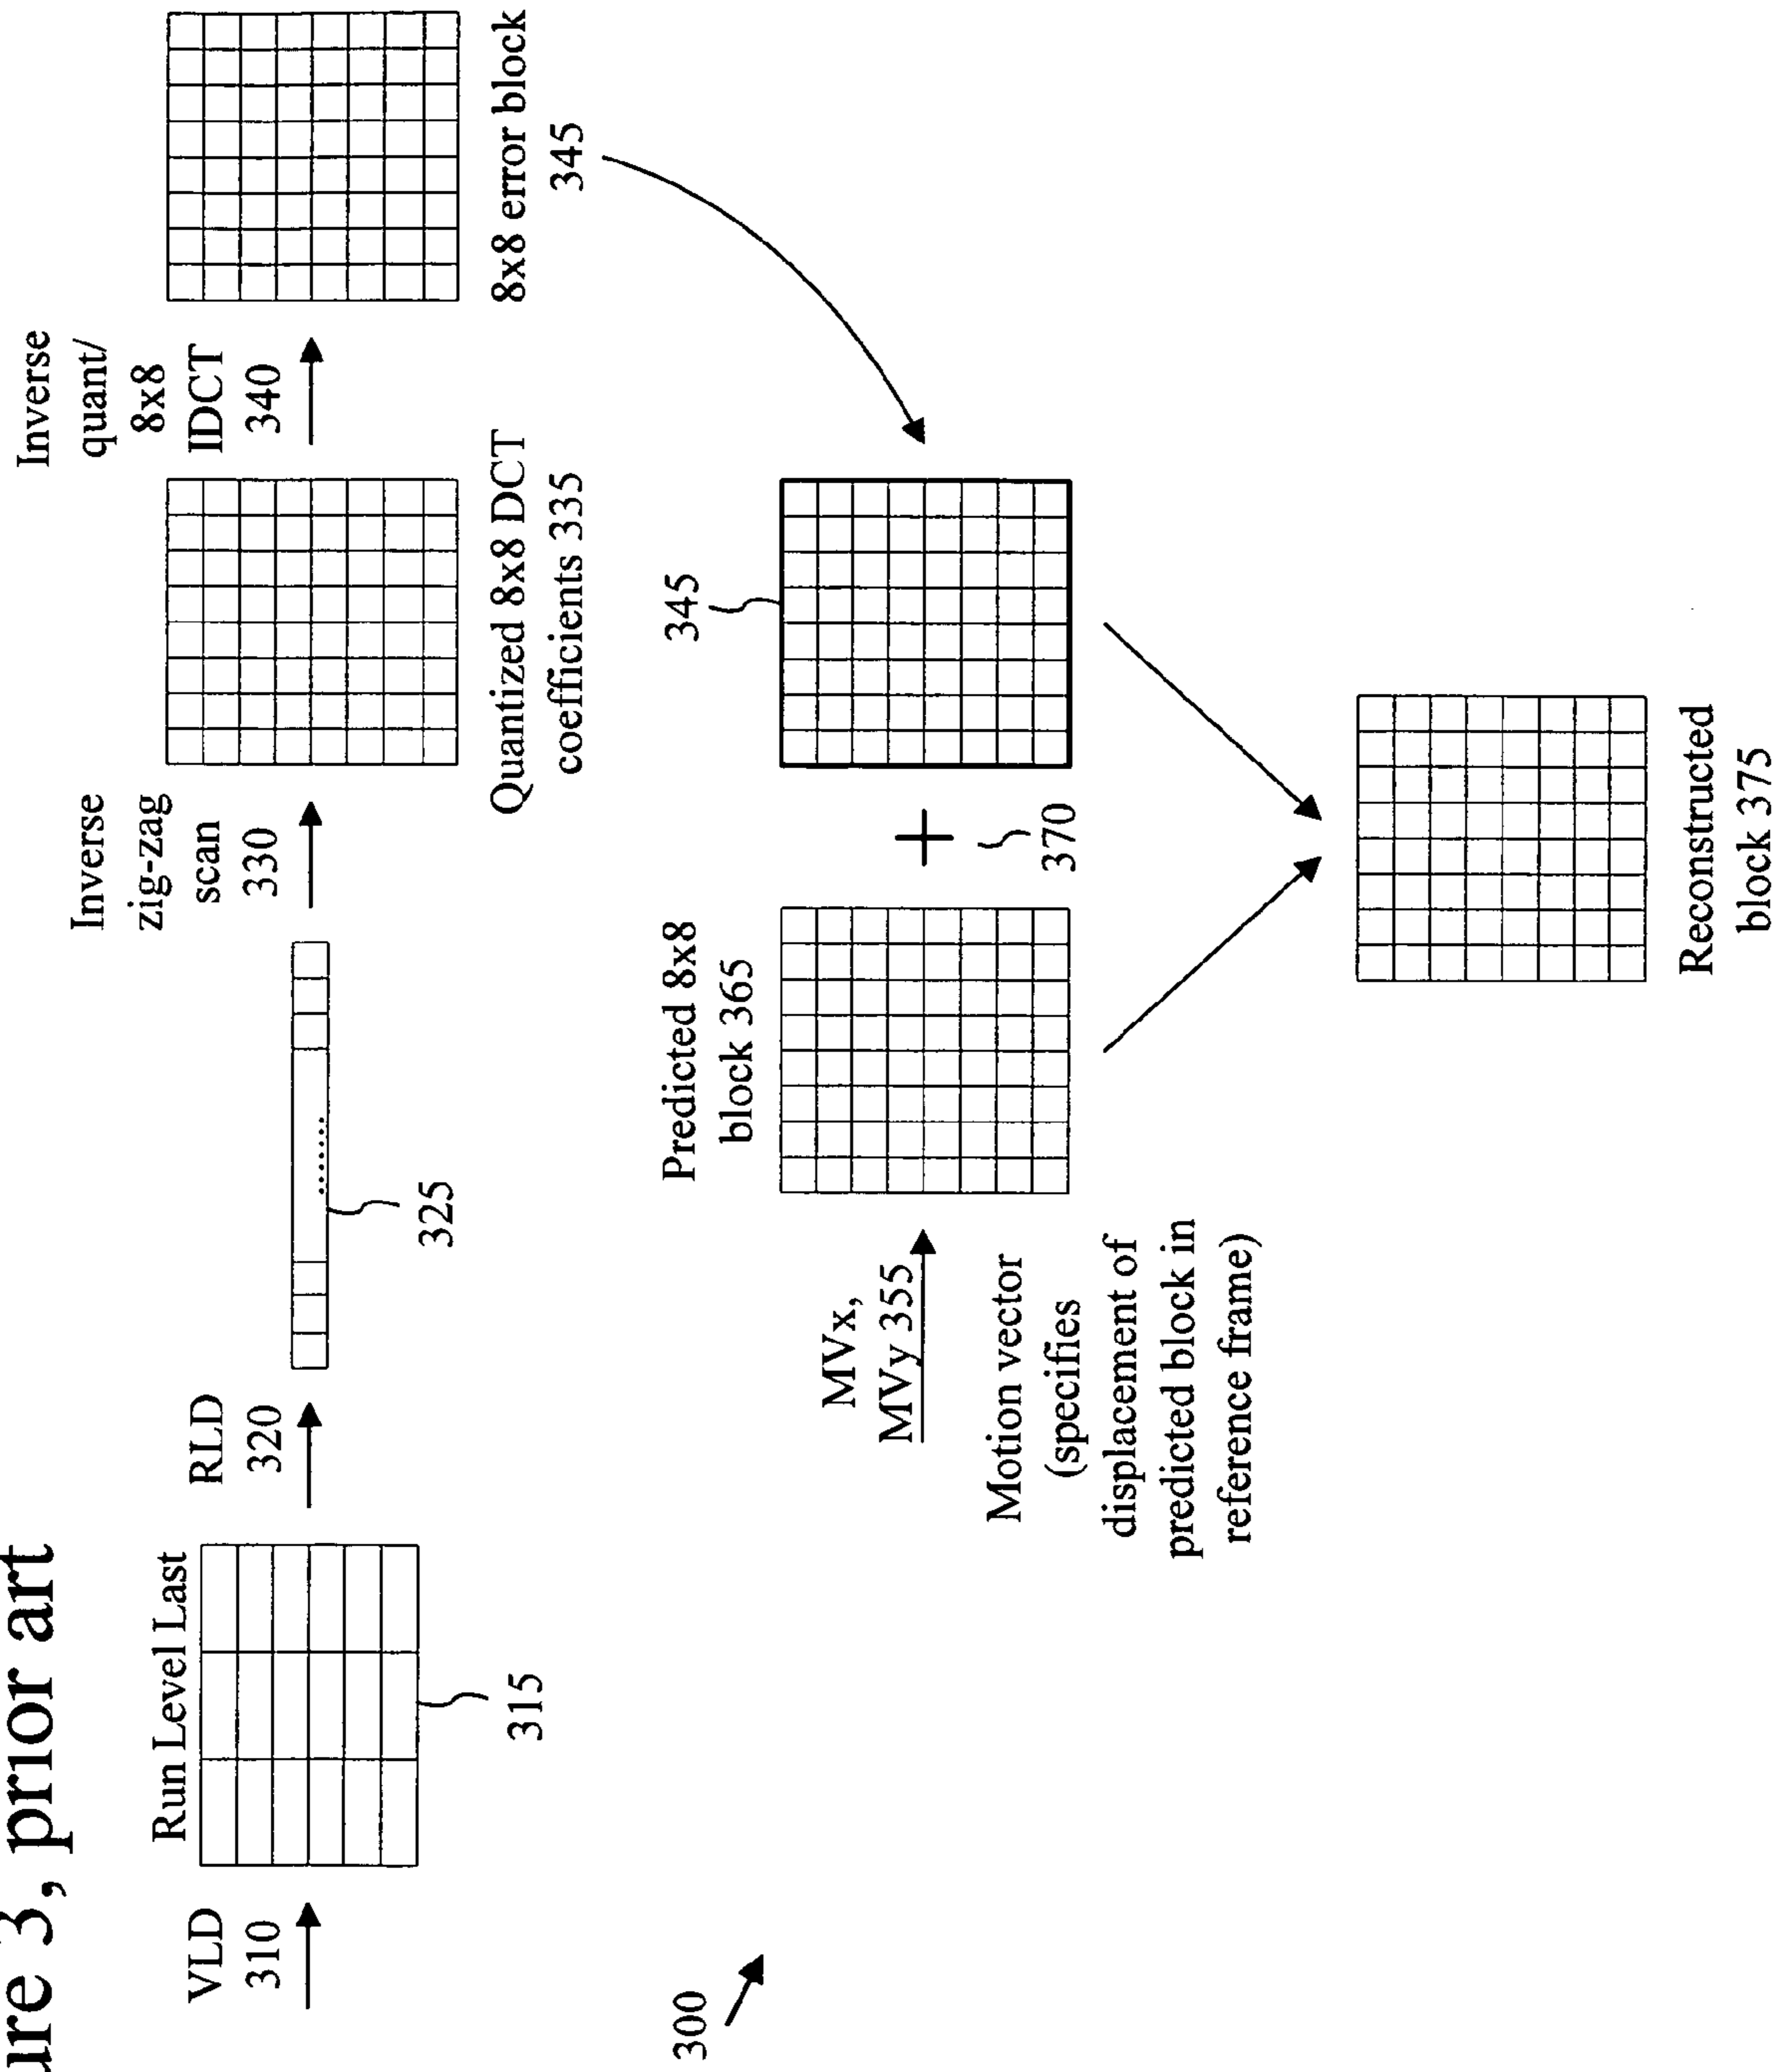 ure 3, prior art
VLD
310
Run Level Last
315
RLD
320
325
Inverse
zig-zag
scan
330
Quantized 8x8 DCT
coefficients 335
Inverse
quant/
8x8
IDCT
340
8x8 error block
345
300
MVx,
MVy 355
Motion vector
(specifies
displacement of
predicted block in
reference frame)
Predicted 8x8
block 365
+
370
345
Reconstructed
block 375